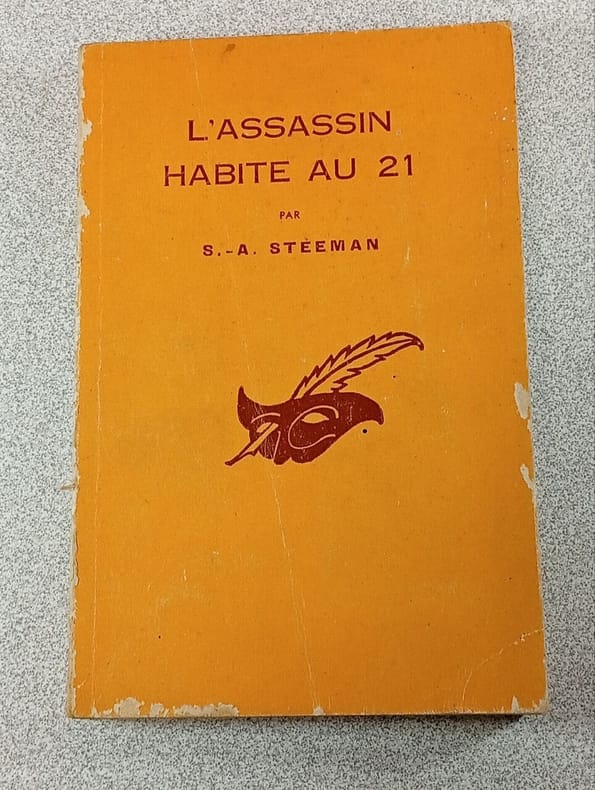 L'ASSASSIN
HABITE AU 21
PAR
S.-A. STEEMAN